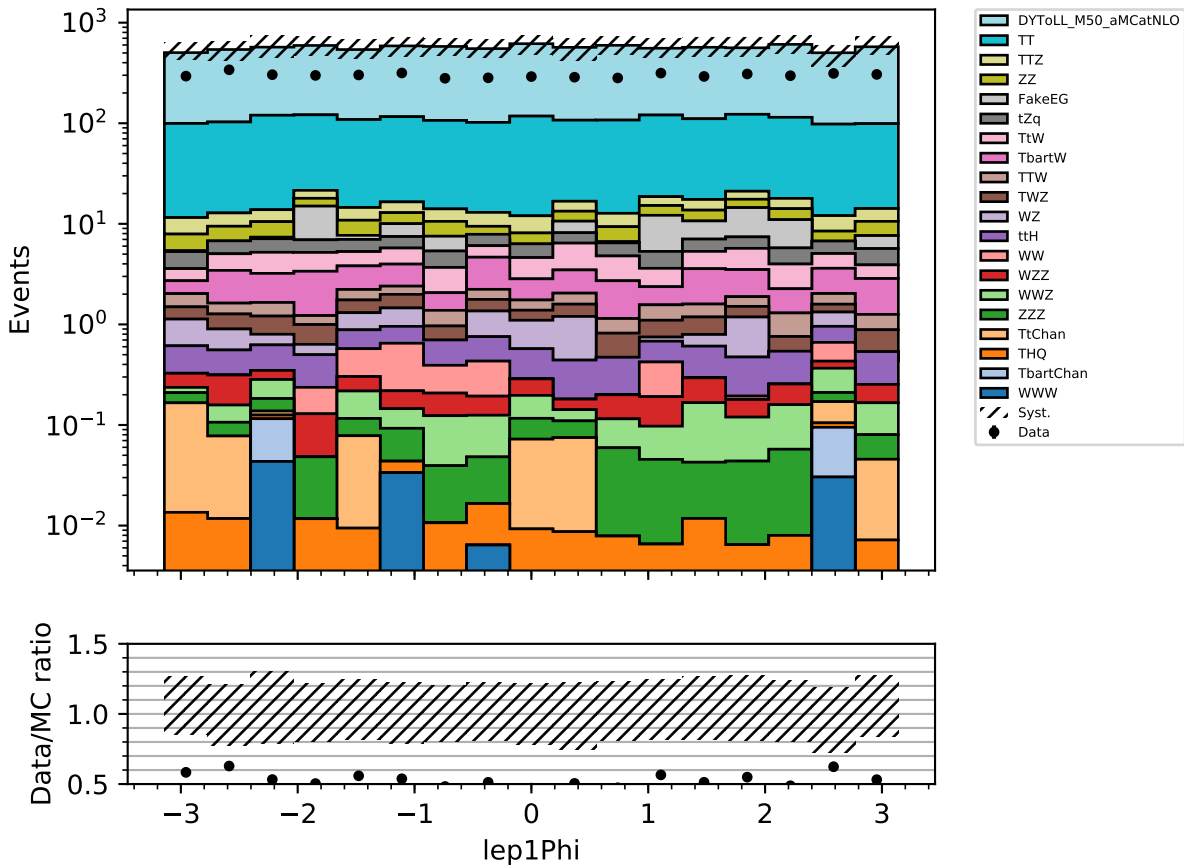 10³
10²
10¹
10⁰
10⁻¹
10⁻²
Events
DYToLL_M50_aMCatNLO
TT
TTZ
ZZ
FakeEG
tZq
TtW
TbartW
TTW
TWZ
WZ
ttH
WW
WZZ
WWZ
ZZZ
TtChan
THQ
TbartChan
WWW
Syst.
Data
1.5
1.0
0.5
Data/MC ratio
−3 −2 −1 0 1 2 3
lep1Phi